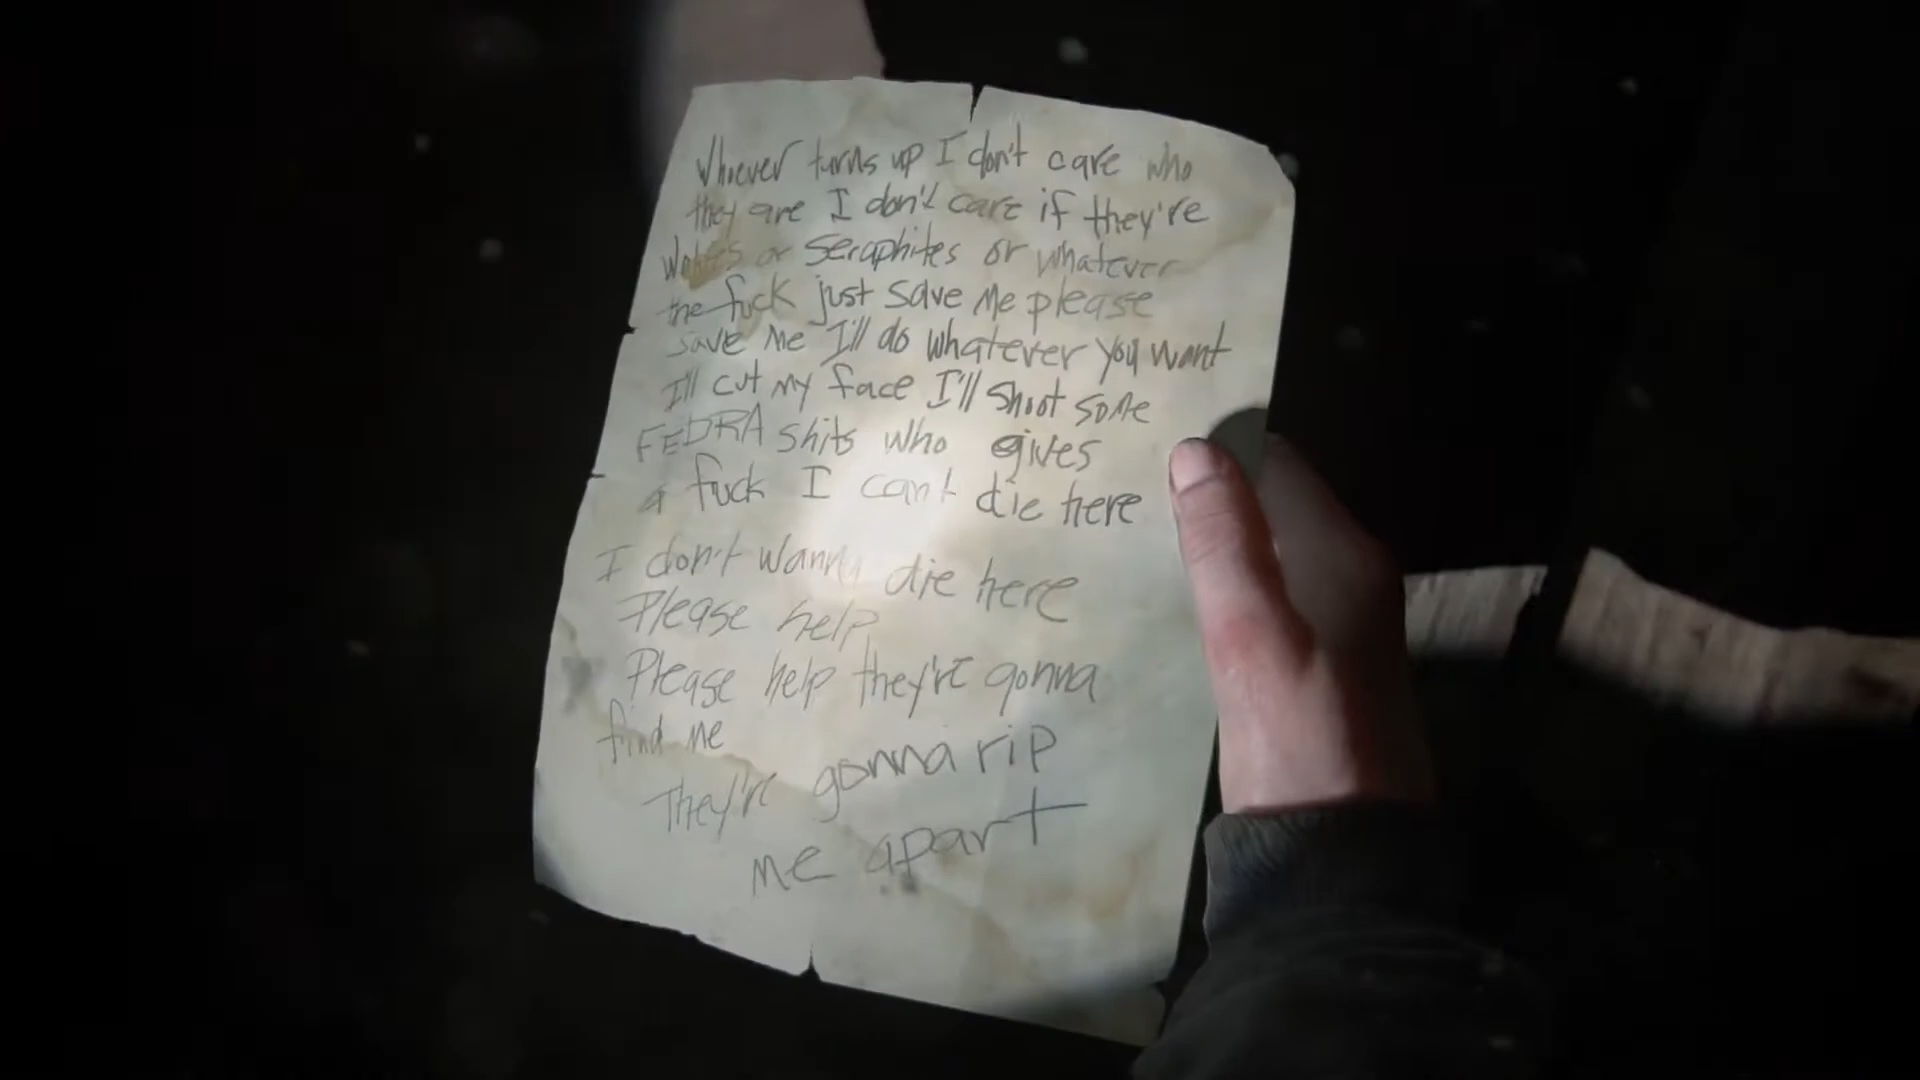 Whoever turns up I don't care who
they are I don't care if they're
Wolves or Seraphites or whatever
the fuck just save me please
save me I'll do whatever you want
I'll cut my face I'll shoot some
FEDRA shits who gives
a fuck I can't die here
I don't wanna die here
Please help
Please help they're gonna
find me
They're gonna rip
me apart